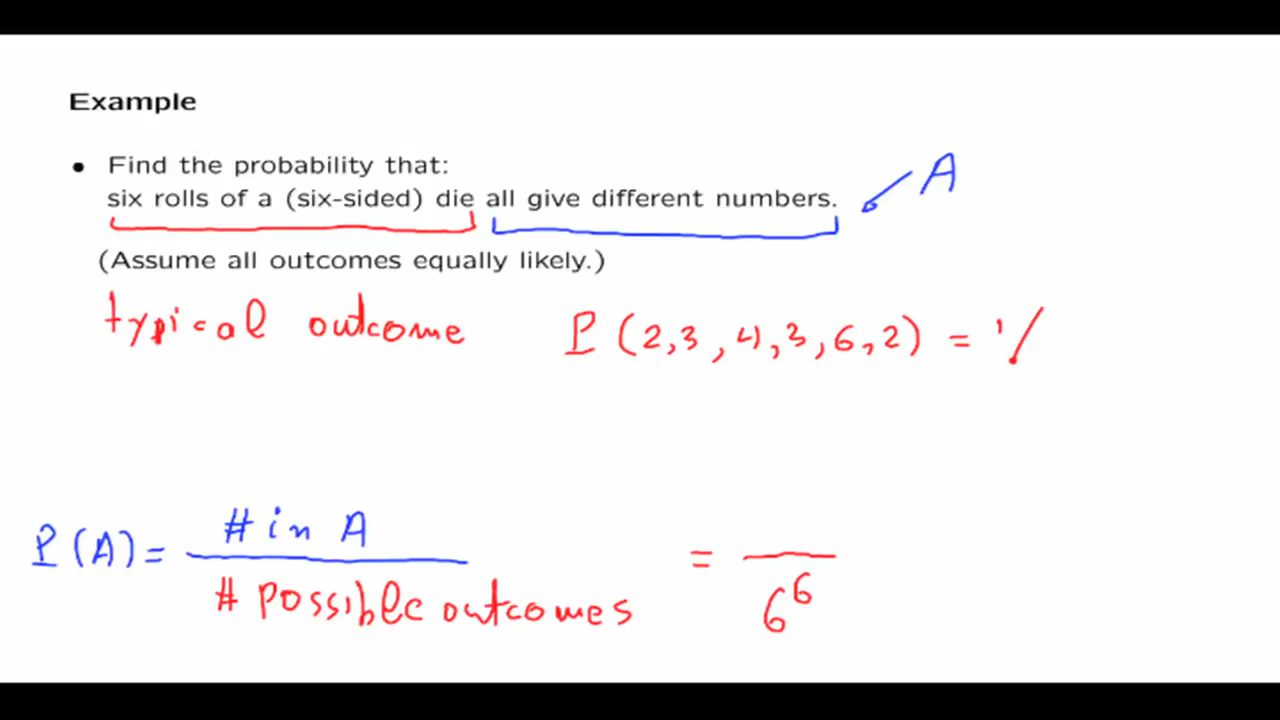 Example
• Find the probability that:
six rolls of a (six-sided) die all give different numbers.
A
(Assume all outcomes equally likely.)
typical outcome P(2,3,4,3,6,2) = 1/
P(A) = # in A / # possible outcomes = / 6^6